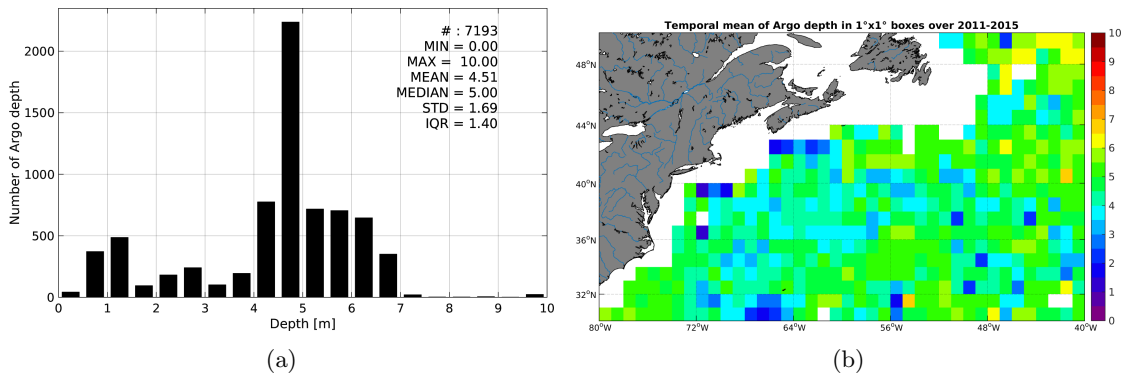 # : 7193
MIN = 0.00
MAX = 10.00
MEAN = 4.51
MEDIAN = 5.00
STD = 1.69
IQR = 1.40
Number of Argo depth
2000
1500
1000
500
0
0 1 2 3 4 5 6 7 8 9 10
Depth [m]
(a)
Temporal mean of Argo depth in 1°x1° boxes over 2011-2015
48°N
44°N
40°N
36°N
32°N
80°W 72°W 64°W 56°W 48°W 40°W
10
9
8
7
6
5
4
3
2
1
0
(b)